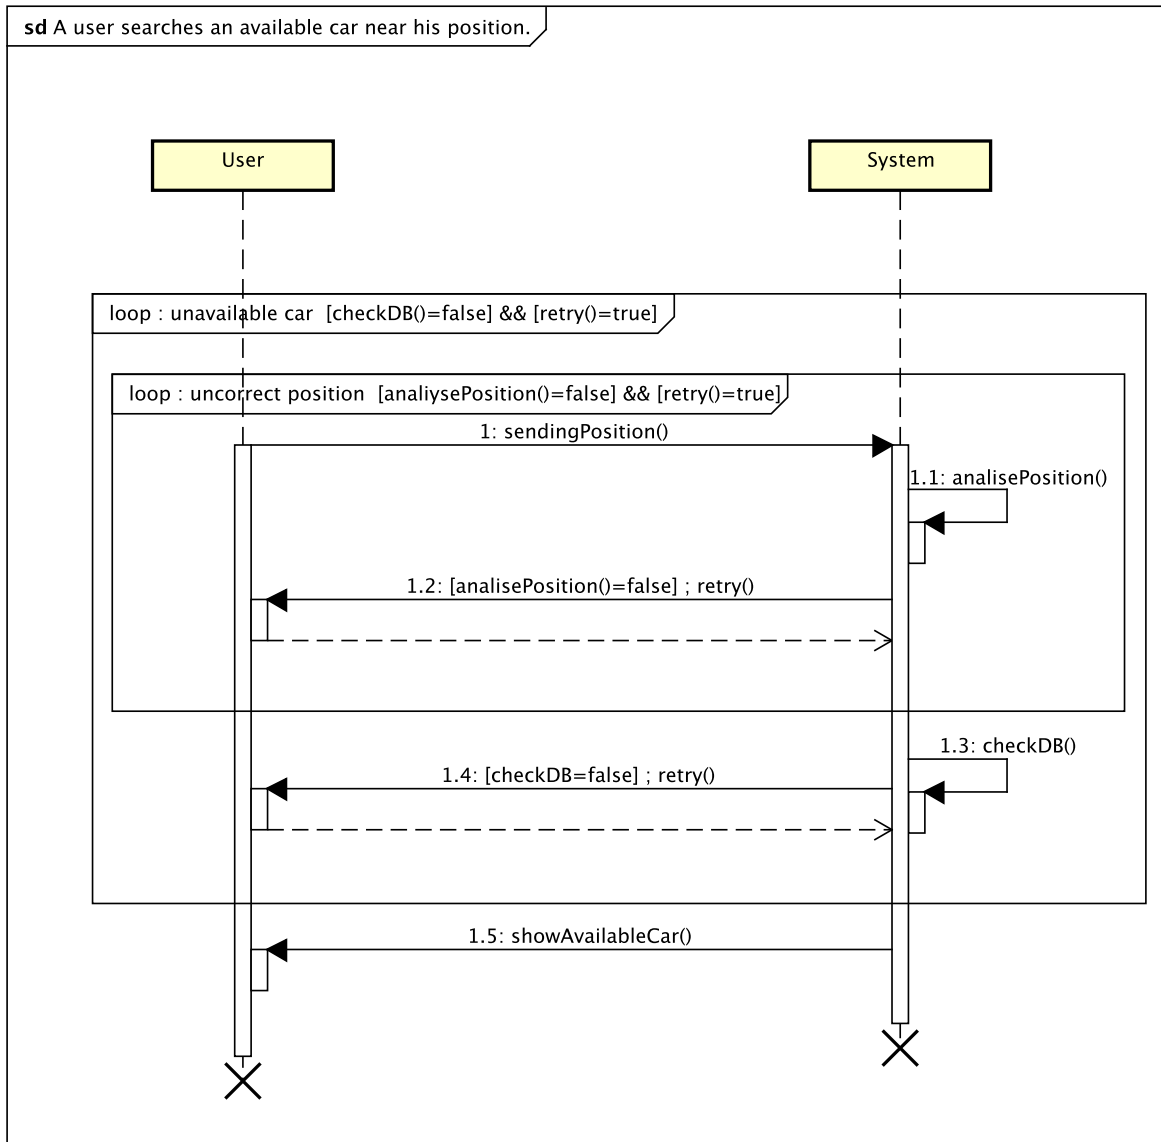 sd A user searches an available car near his position.
User
System
loop : unavailable car [checkDB()=false] && [retry()=true]
loop : uncorrect position [analiysePosition()=false] && [retry()=true]
1: sendingPosition()
1.1: analisePosition()
1.2: [analisePosition()=false] ; retry()
1.3: checkDB()
1.4: [checkDB=false] ; retry()
1.5: showAvailableCar()